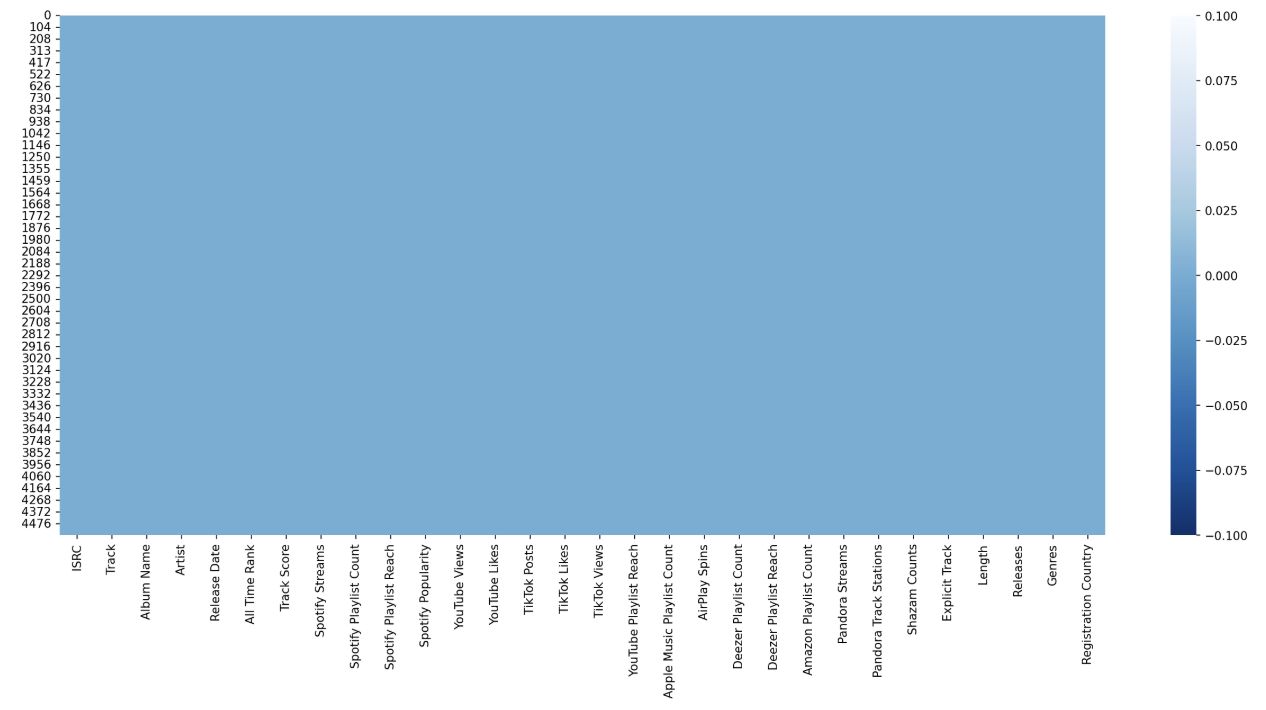 0
104
208
313
417
522
626
730
834
938
1042
1146
1250
1355
1459
1564
1668
1772
1876
1980
2084
2188
2292
2396
2500
2604
2708
2812
2916
3020
3124
3228
3332
3436
3540
3644
3748
3852
3956
4060
4164
4268
4372
4476
ISRC
Track
Album Name
Artist
Release Date
All Time Rank
Track Score
Spotify Streams
Spotify Playlist Count
Spotify Playlist Reach
Spotify Popularity
YouTube Views
YouTube Likes
TikTok Posts
TikTok Likes
TikTok Views
YouTube Playlist Reach
Apple Music Playlist Count
AirPlay Spins
Deezer Playlist Count
Deezer Playlist Reach
Amazon Playlist Count
Pandora Streams
Pandora Track Stations
Shazam Counts
Explicit Track
Length
Releases
Genres
Registration Country
0.100
0.075
0.050
0.025
0.000
−0.025
−0.050
−0.075
−0.100